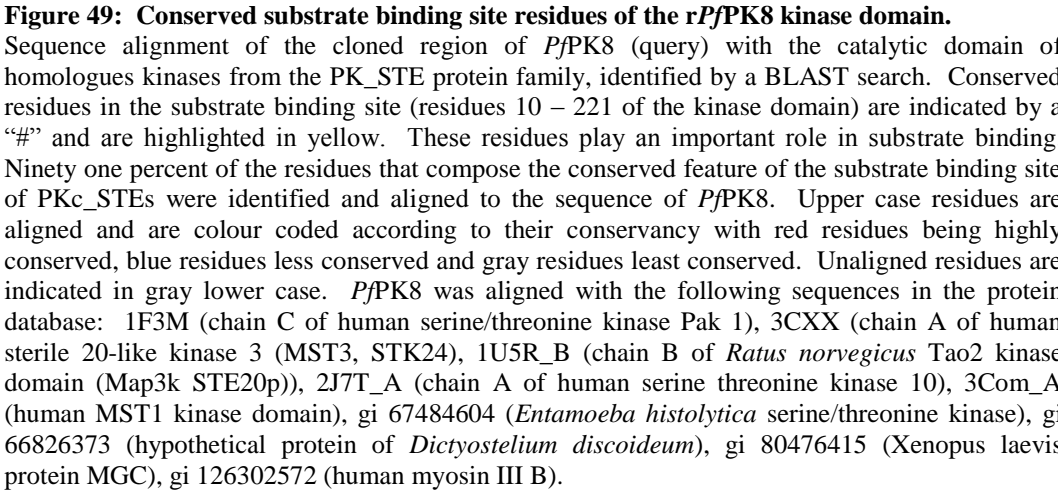 Figure 49: Conserved substrate binding site residues of the rPfPK8 kinase domain.
Sequence alignment of the cloned region of PfPK8 (query) with the catalytic domain of
homologues kinases from the PK_STE protein family, identified by a BLAST search. Conserved
residues in the substrate binding site (residues 10 – 221 of the kinase domain) are indicated by a
“#” and are highlighted in yellow. These residues play an important role in substrate binding.
Ninety one percent of the residues that compose the conserved feature of the substrate binding site
of PKc_STEs were identified and aligned to the sequence of PfPK8. Upper case residues are
aligned and are colour coded according to their conservancy with red residues being highly
conserved, blue residues less conserved and gray residues least conserved. Unaligned residues are
indicated in gray lower case. PfPK8 was aligned with the following sequences in the protein
database: 1F3M (chain C of human serine/threonine kinase Pak 1), 3CXX (chain A of human
sterile 20-like kinase 3 (MST3, STK24), 1U5R_B (chain B of Ratus norvegicus Tao2 kinase
domain (Map3k STE20p)), 2J7T_A (chain A of human serine threonine kinase 10), 3Com_A
(human MST1 kinase domain), gi 67484604 (Entamoeba histolytica serine/threonine kinase), gi
66826373 (hypothetical protein of Dictyostelium discoideum), gi 80476415 (Xenopus laevis
protein MGC), gi 126302572 (human myosin III B).